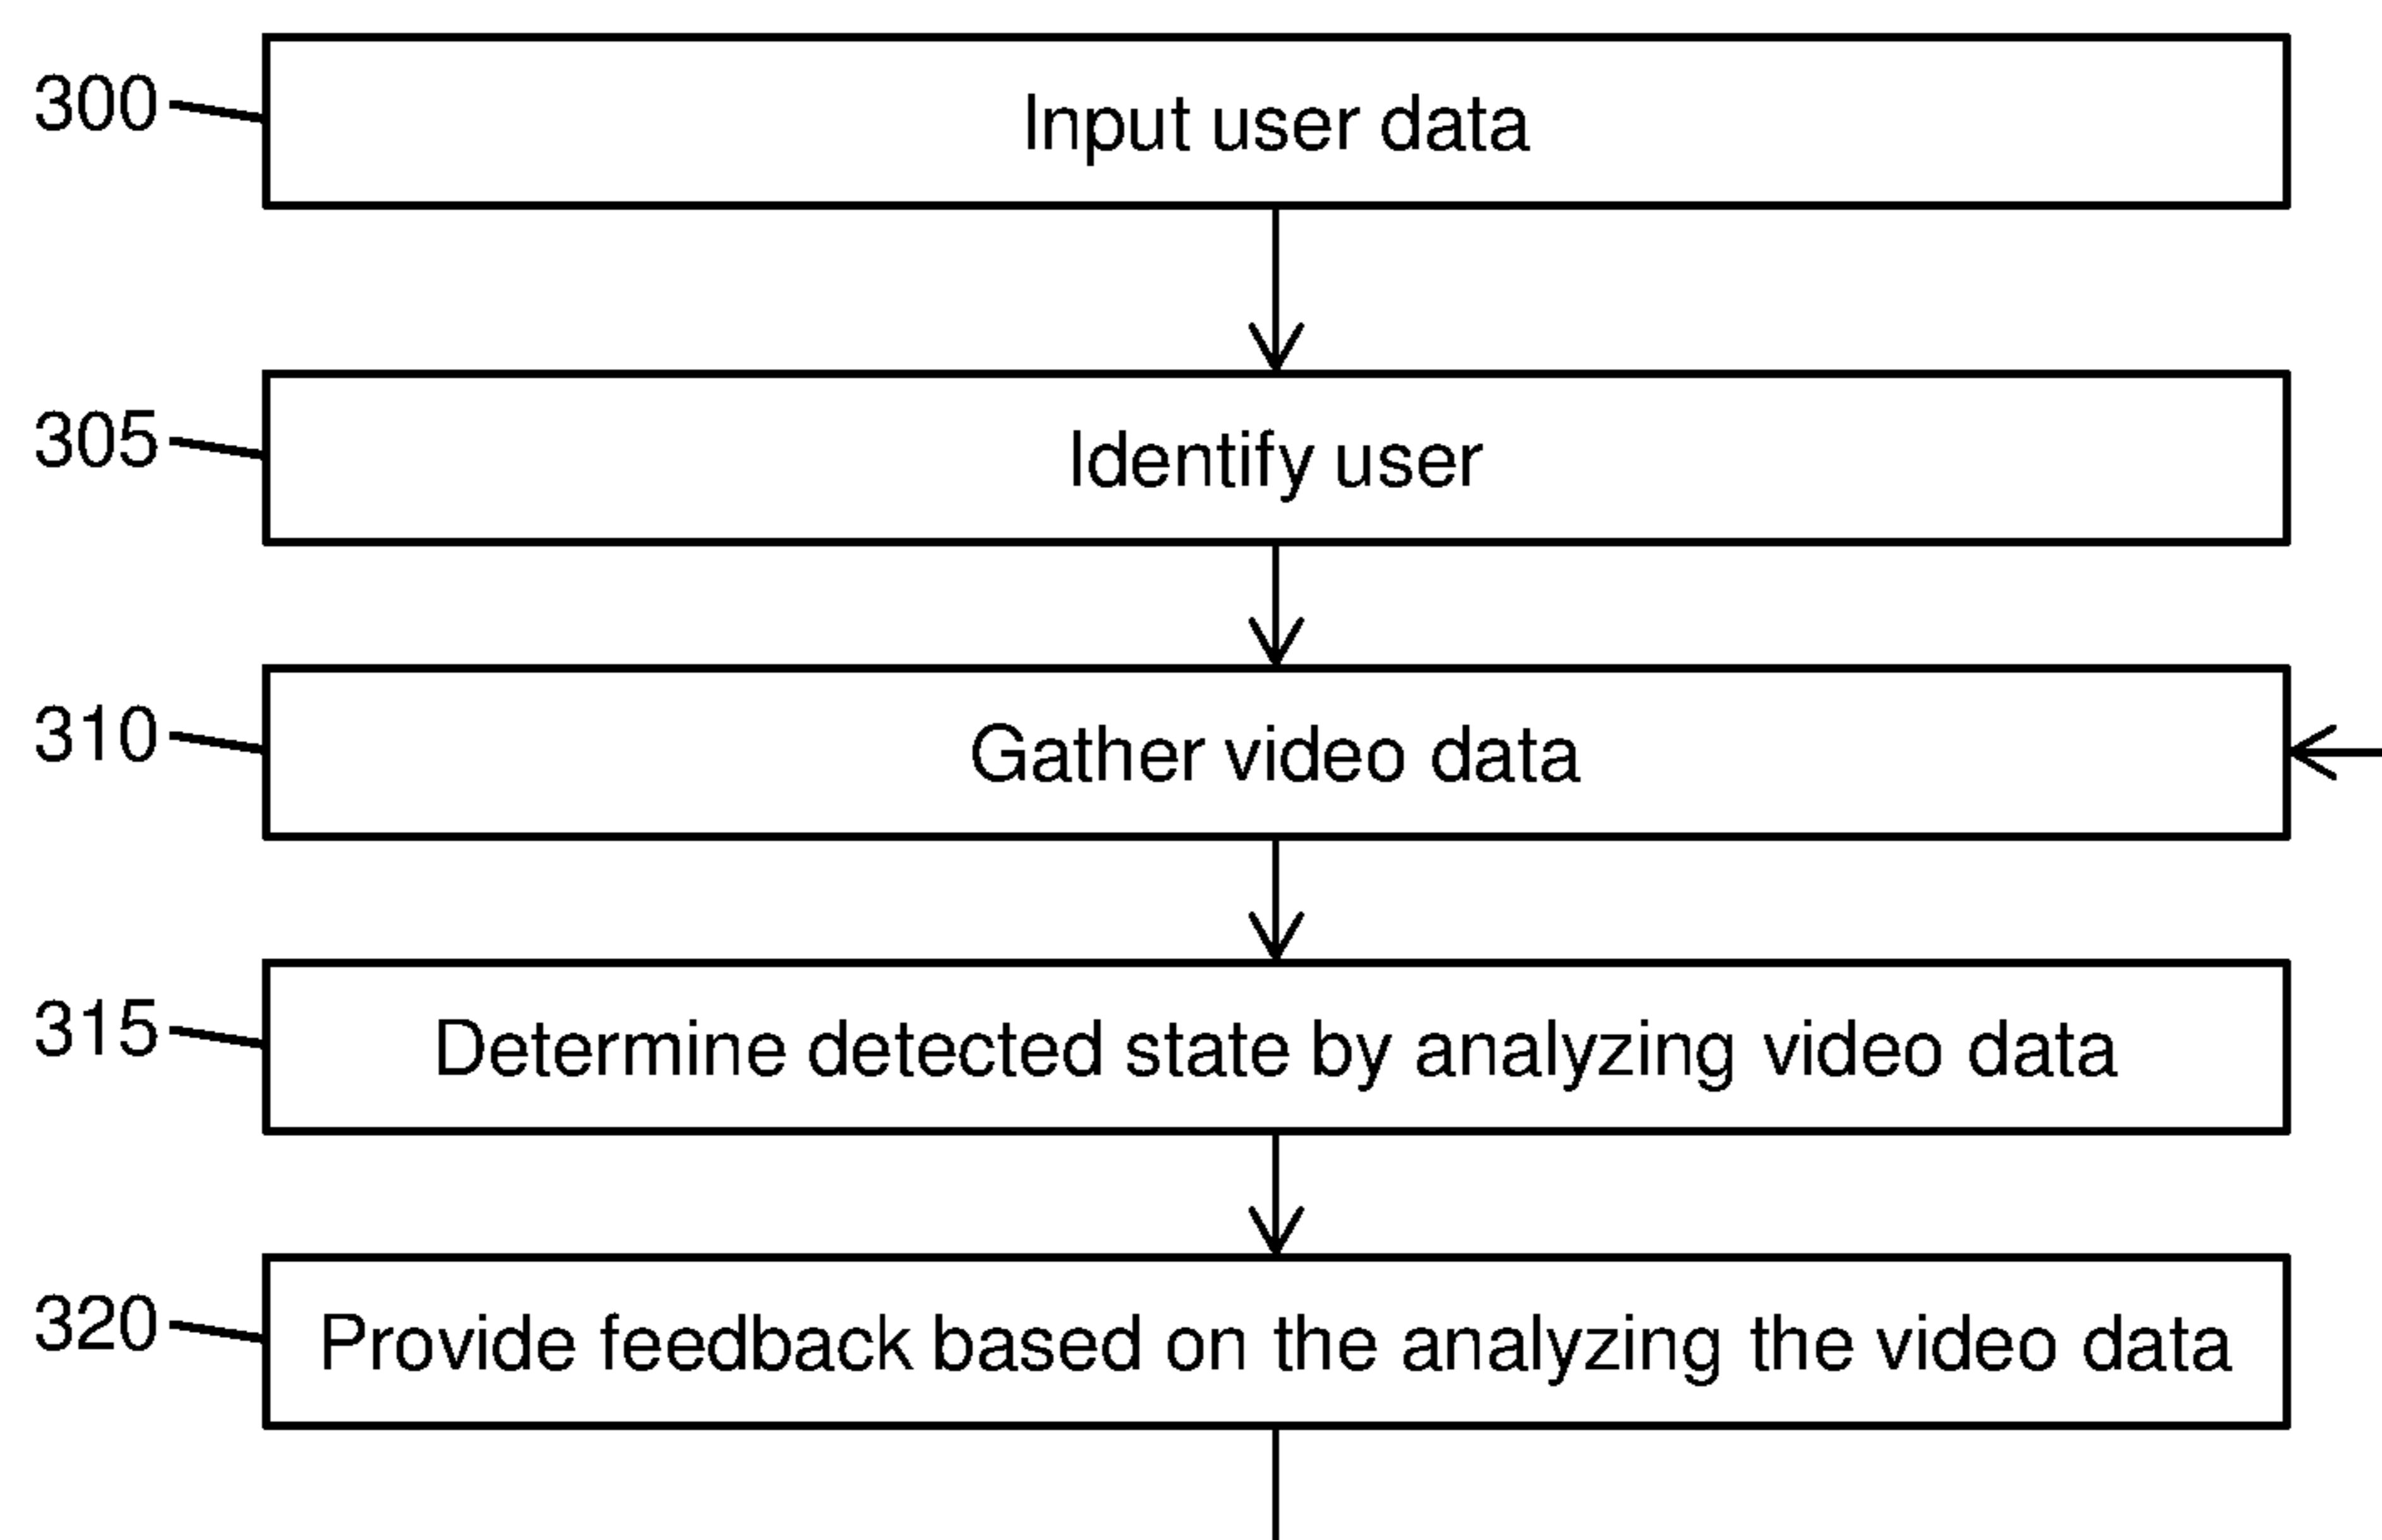 300
Input user data
305
Identify user
310
Gather video data
315
Determine detected state by analyzing video data
320
Provide feedback based on the analyzing the video data